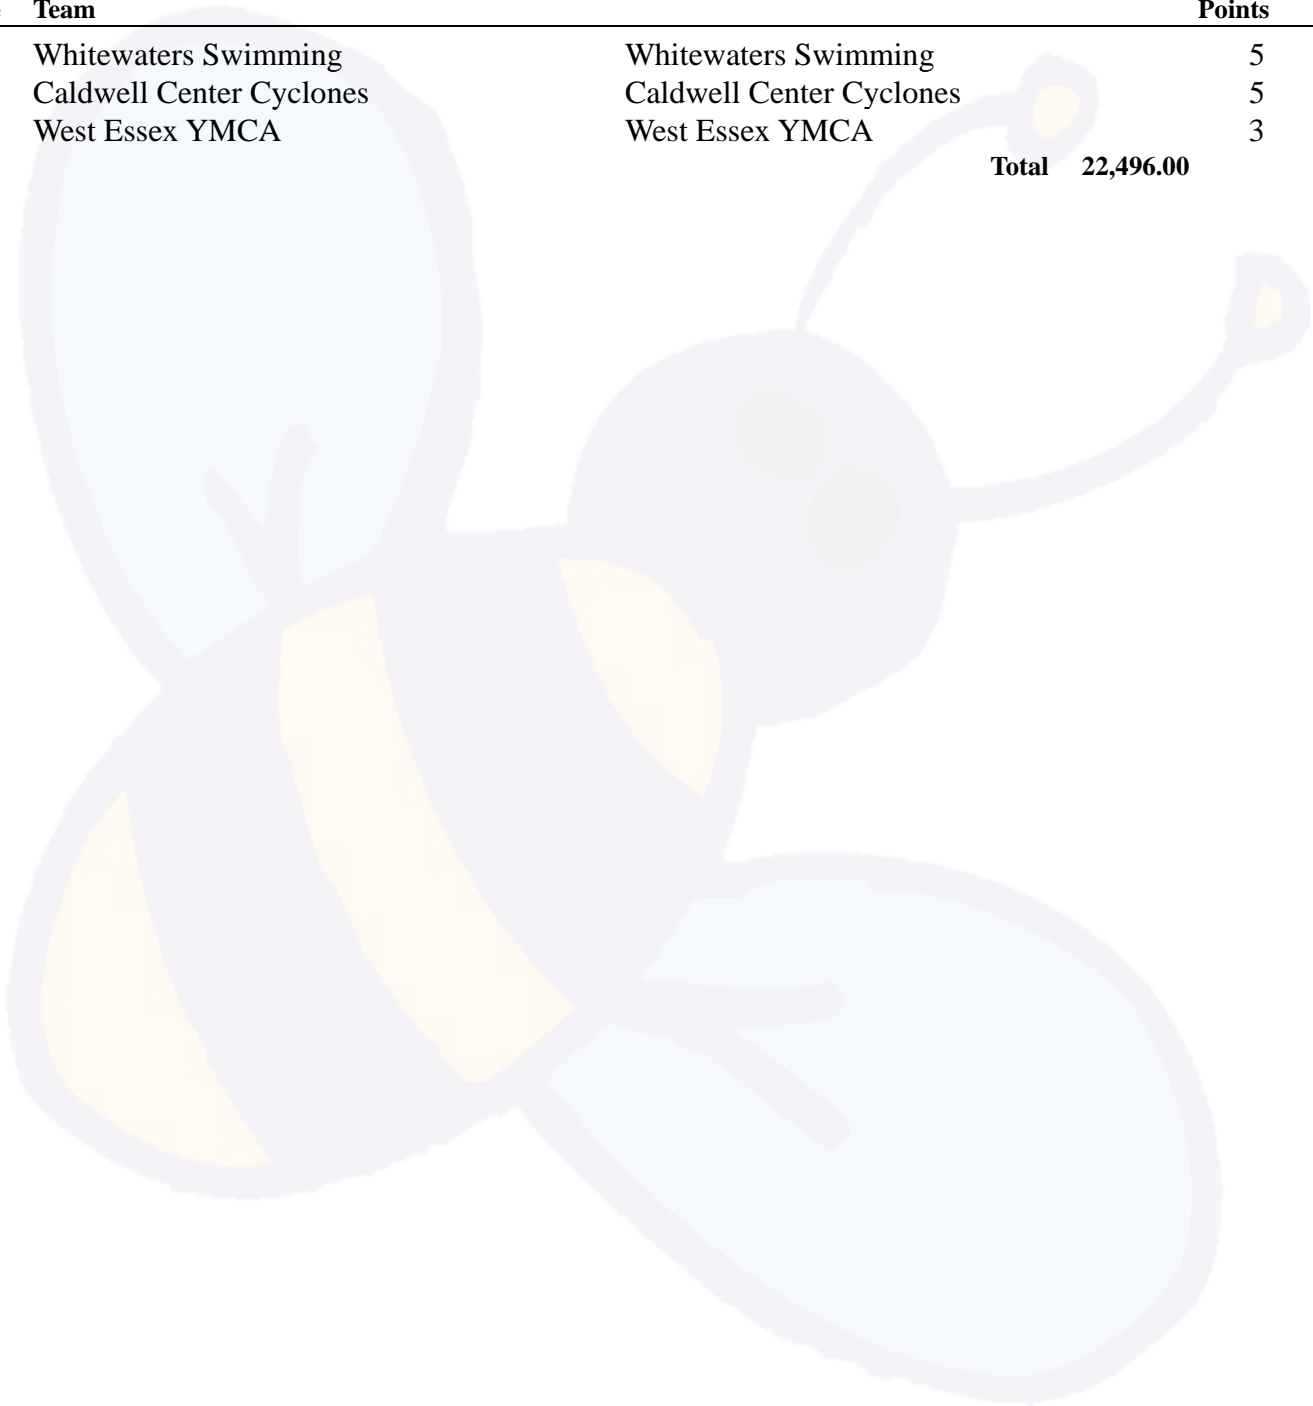 Team Points
Whitewaters Swimming Whitewaters Swimming 5
Caldwell Center Cyclones Caldwell Center Cyclones 5
West Essex YMCA West Essex YMCA 3
Total 22,496.00